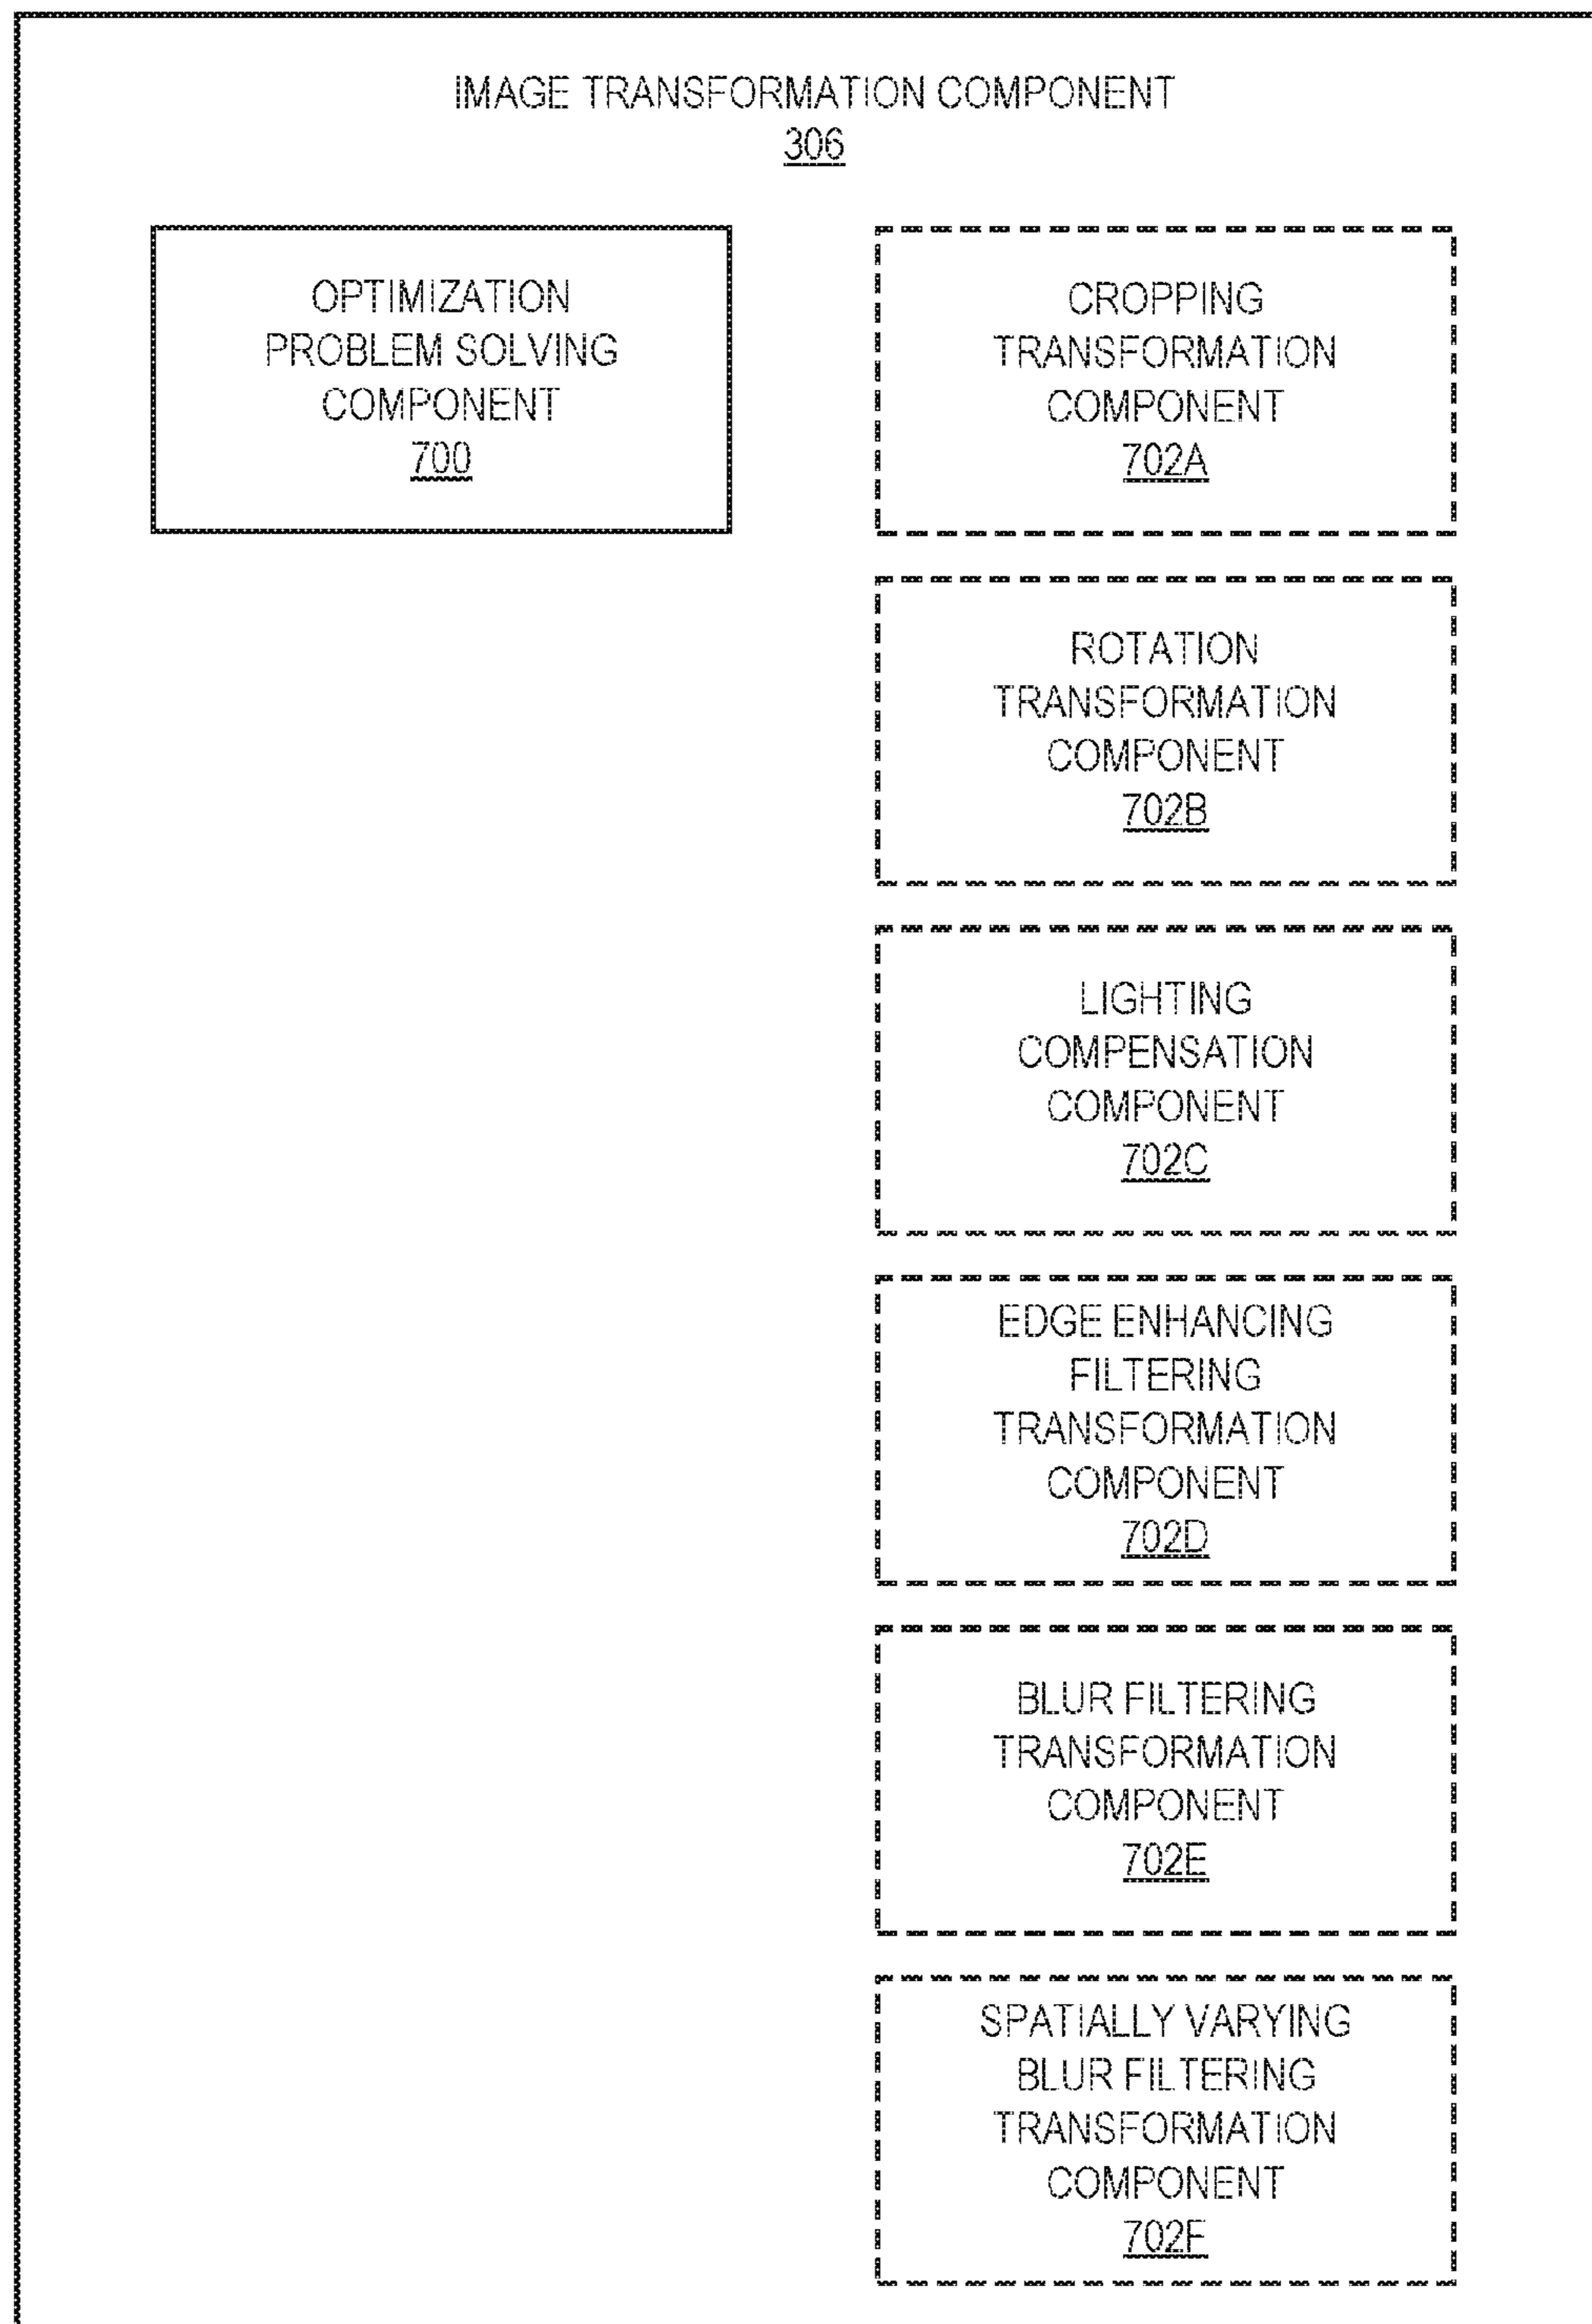 IMAGE TRANSFORMATION COMPONENT
306
OPTIMIZATION
PROBLEM SOLVING
COMPONENT
700
CROPPING
TRANSFORMATION
COMPONENT
702A
ROTATION
TRANSFORMATION
COMPONENT
702B
LIGHTING
COMPENSATION
COMPONENT
702C
EDGE ENHANCING
FILTERING
TRANSFORMATION
COMPONENT
702D
BLUR FILTERING
TRANSFORMATION
COMPONENT
702E
SPATIALLY VARYING
BLUR FILTERING
TRANSFORMATION
COMPONENT
702F